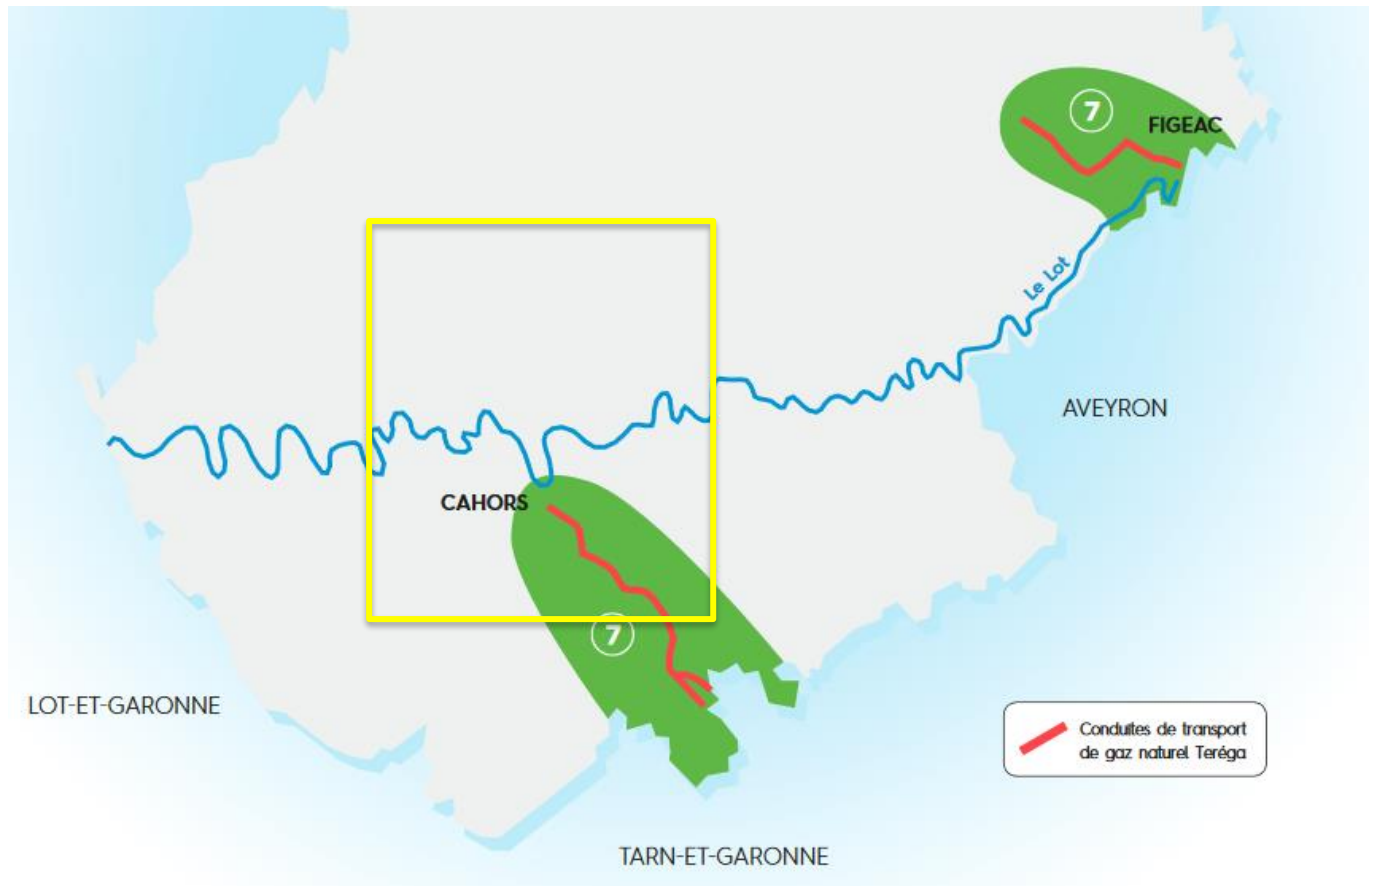 7
FIGEAC
Le Lot
AVEYRON
CAHORS
7
LOT-ET-GARONNE
Conduites de transport
de gaz naturel Teréga
TARN-ET-GARONNE